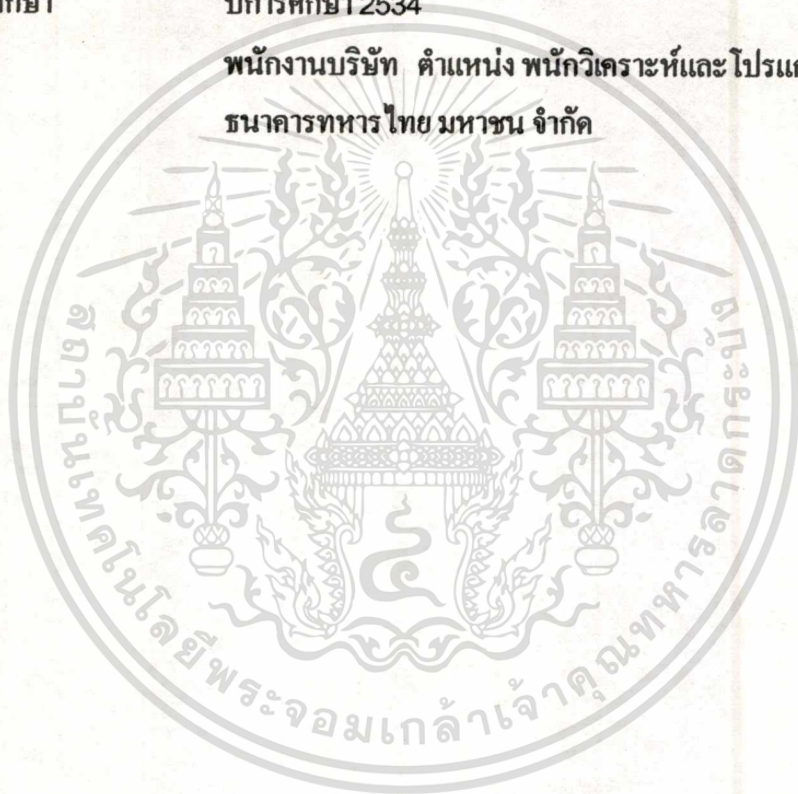 ปีการศึกษา 2534
พนักงานบริษัท ตำแหน่ง พนักวิเคราะห์และโปรแก
ธนาคารทหารไทย มหาชน จำกัด
สถาบันเทคโนโลยีพระจอมเกล้าเจ้าคุณทหารลาดกระบัง